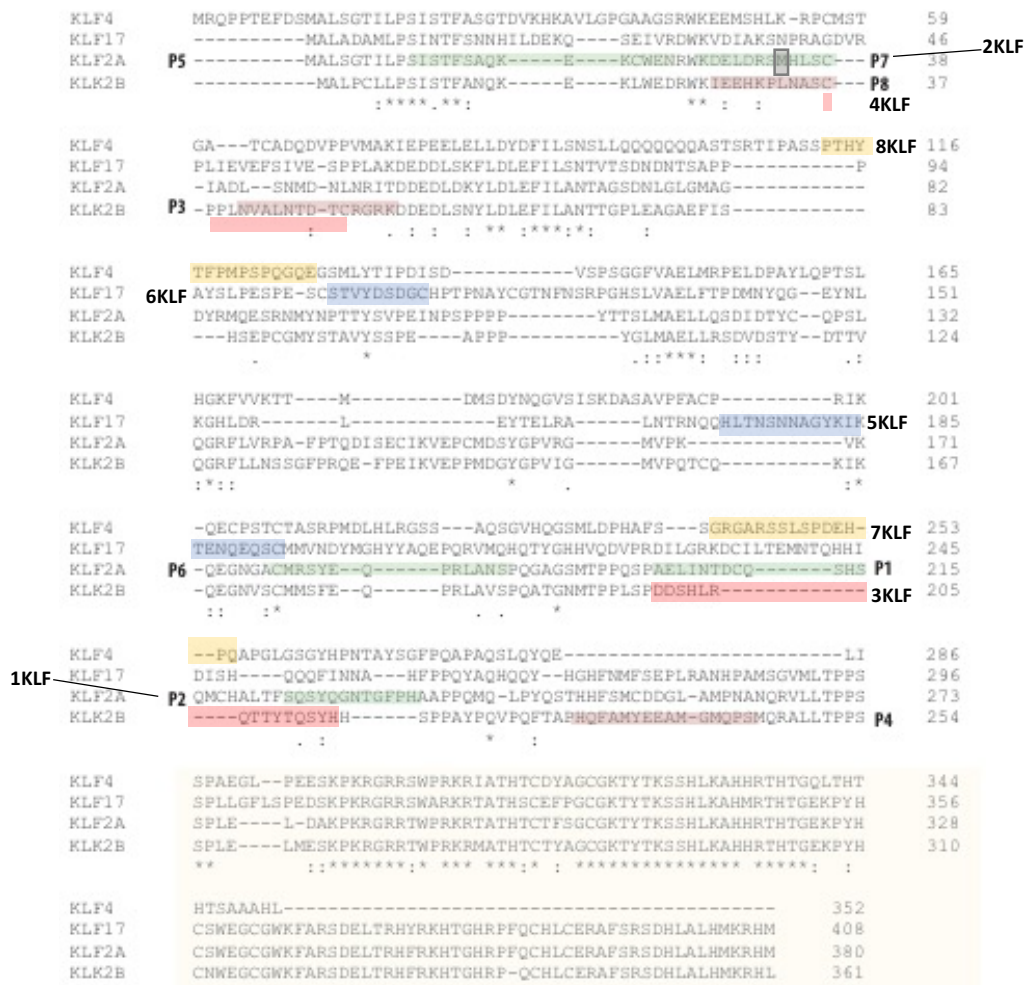 KLF4 MRQPPTEFDSMALSGTILPSISTFASGTDVKHKAVLGPGAAGSRWKEEMSHLK-RPCMST 59
KLF17 ----------MALADAMLPSINTFSNNHILDEKQ----SEIVRDWKVDIAKSNPRAGDVR 46 2KLF
KLF2A P5 ----------MALSGTILPSISTFSAQK----E-----KCWENRWKDELDRSMHLSC--- P7 38
KLK2B ---------MALPCLLPSISTFANQK----E-----KLWEDRWKIEEHKPLNASC--- P8 37
:****.**: ** : : 4KLF
KLF4 GA---TCADQDVPPVMAKIEPEELELLDYDFILSNSLLQQQQQQQASTSRTIPASSPTHY 8KLF 116
KLF17 PLIEVEFSIVE-SPPLAKDEDLSKFLDLEFILSNTVTSDNDNTSAPP-----------P 94
KLF2A -IADL--SNMD-NLNRITDDEDLDKYLDLEFILANTAGSDNLGLGMAG----------- 82
KLK2B P3 -PPLNVALNTD-TCRGRKDDEDLSNYLDLEFILANTTGPLEAGAEFIS----------- 83
: . : : : ** :***:*: :
KLF4 TFPMPSPQGQEGSMLYTIPDISD-----------VSPSGGFVAELMRPELDPAYLQPTSL 165
KLF17 6KLF AYSLPESPE-SCSTVYDSDGCHPTPNAYCGTNFNSRPGHSLVAELFTPDMNYQG--EYNL 151
KLF2A DYRMQESRNMYNPTTYSVPEINPSPPPP------YTTSLMAELLQSDIDTYC--QPSL 132
KLK2B ---HSEPCGMYSTAVYSSPE----APPP------YGLMAELLRSDVDSTY--DTTV 124
. * .::***: ::: .:
KLF4 HGKFVVKTT----M-----------DMSDYNQGVSISKDASAVPFACP---------RIK 201
KLF17 KGHLDR-------L-----------EYTELRA-----LNTRNQQHLTNSNNAGYKIK 5KLF 185
KLF2A QGRFLVRPA-FPTQDISECIKVEPCMDSYGPVRG------MVPK-------------VK 171
KLK2B QGRFLLNSSGFPRQE-FPEIKVEPPMDGYGPVIG------MVPQTCQ----------KIK 167
:*:: * . :*
KLF4 -QECPSTCTASRPMDLHLRGSS---AQSGVHQGSMLDPHAFS---SGRGARSSLSPDEH- 7KLF 253
KLF17 TENQEQSCMMVNDYMGHYYAQEPQRVMQHQTYGHHVQDVPRDILGRKDCILTEMNTQHHI 245
KLF2A P6 -QEGNGACMRSYE--Q------PRLANSPQGAGSMTPPQSPAELINTDCQ-----SHS P1 215
KLK2B -QEGNVSCMMSFE--Q------PRLAVSPQATGNMTPPLSPDDSHLR----------- 3KLF 205
:: :* . . *
KLF4 --PQAPGLGSGYHPNTAYSGFPQAPAQSLQYQE------------------------LI 286
1KLF KLF17 DISH----QQQFINNA---HFPPQYAQHQQY-HGHFNMFSEPLRANHPAMSGVMLTPPS 296
KLF2A P2 QMCHALTFSQSYQGNTGFPHAAPPQMQ-LPYQSTHHFSMCDDGL-AMPNANQRVLLTPPS 273
KLK2B ----QTTYTQSYHH------SPPAYPQVPQFTAPHQFAMYEEAM-GMQPSMQRALLTPPS P4 254
. : * :
KLF4 SPAEGL--PEESKPKRGRRSWPRKRIATHTCDYAGCGKTYTKSSHLKAHHRTHTGQLTHT 344
KLF17 SPLLGFLSPEDSKPKRGRRSWARKRTATHSCEFPGCGKTYTKSSHLKAHMRTHTGEKPYH 356
KLF2A SPLE----L-DAKPKRGRRTWPRKRTATHTCTFSGCGKTYTKSSHLKAHHRTHTGEKPYH 328
KLK2B SPLE----LMESKPKRGRRTWPRKRMATHTCTYAGCGKTYTKSSHLKAHHRTHTGEKPYH 310
** ::*******:* *** ***:* : *************** *****: :
KLF4 HTSAAAHL---------------------------------------------- 352
KLF17 CSWEGCGWKFARSDELTRHYRKHTGHRPFQCHLCERAFSRSDHLALHMKRHM 408
KLF2A CSWEGCGWKFARSDELTRHFRKHTGHRPFQCHLCERAFSRSDHLALHMKRHM 380
KLK2B CNWEGCGWKFARSDELTRHFRKHTGHRP-QCHLCERAFSRSDHLALHMKRHL 361